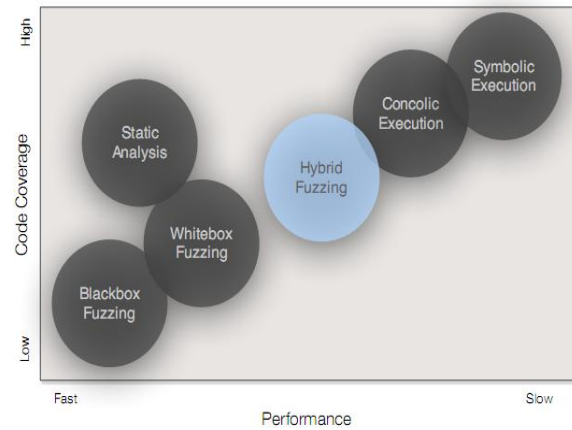 High
Code Coverage
Low
Symbolic
Execution
Concolic
Execution
Static
Analysis
Hybrid
Fuzzing
Whitebox
Fuzzing
Blackbox
Fuzzing
Fast
Slow
Performance